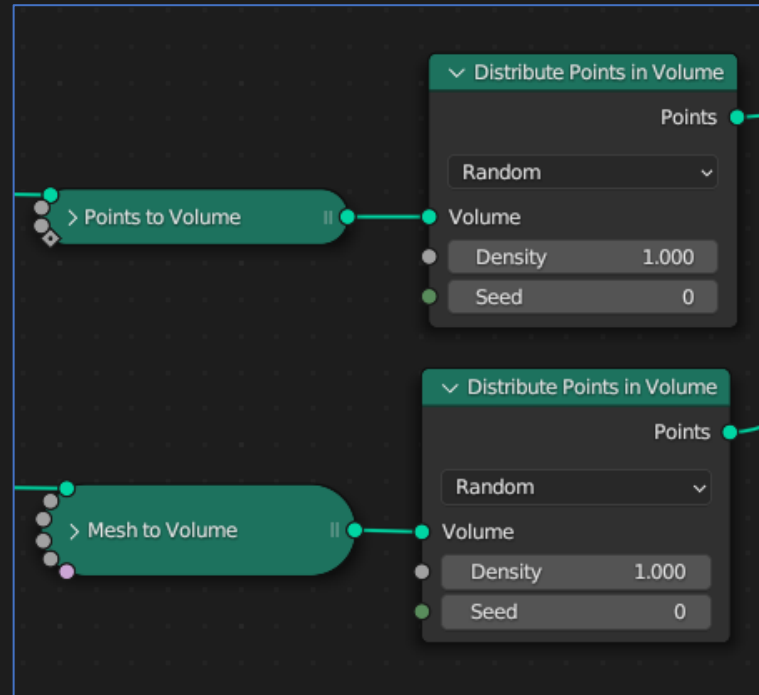 Distribute Points in Volume
Points
Random
Points to Volume
Volume
Density 1.000
Seed 0
Distribute Points in Volume
Points
Random
Mesh to Volume
Volume
Density 1.000
Seed 0